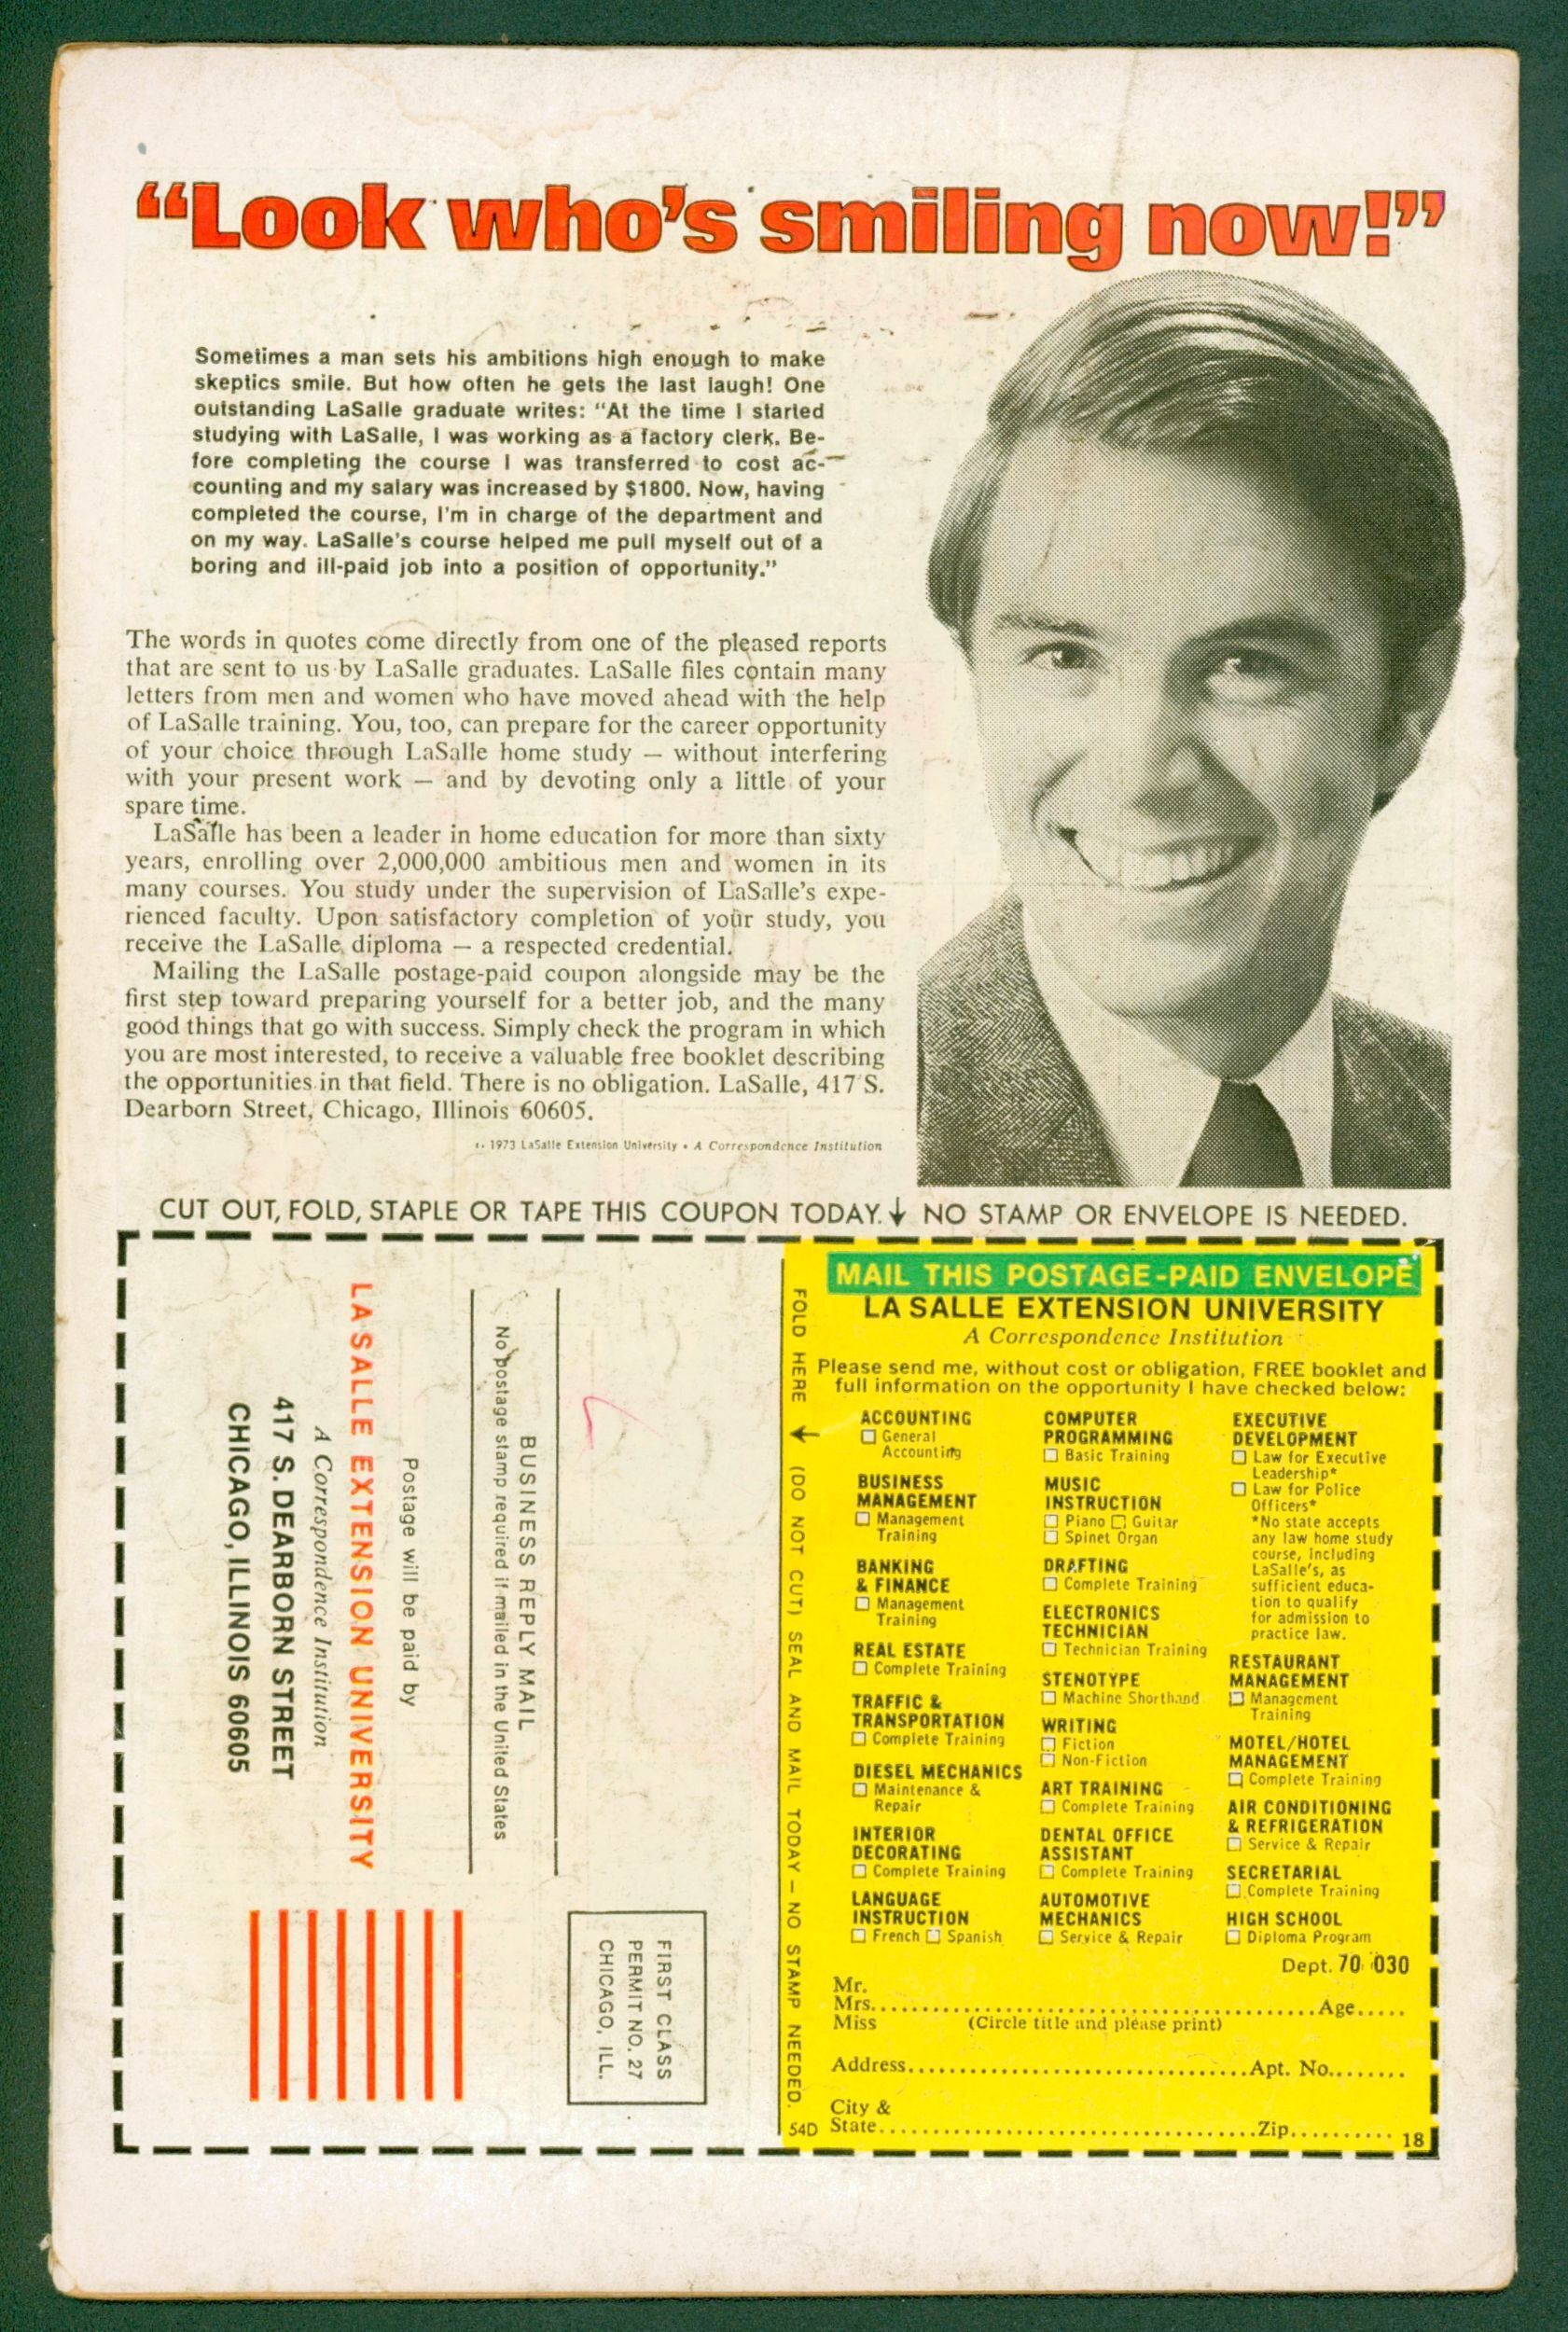 “Look who’s smiling now!”
Sometimes a man sets his ambitions high enough to make
skeptics smile. But how often he gets the last laugh! One
outstanding LaSalle graduate writes: “At the time I started
studying with LaSalle, I was working as a factory clerk. Be-
fore completing the course I was transferred to cost ac-
counting and my salary was increased by $1800. Now, having
completed the course, I’m in charge of the department and
on my way. LaSalle’s course helped me pull myself out of a
boring and ill-paid job into a position of opportunity.”
The words in quotes come directly from one of the pleased reports
that are sent to us by LaSalle graduates. LaSalle files contain many
letters from men and women who have moved ahead with the help
of LaSalle training. You, too, can prepare for the career opportunity
of your choice through LaSalle home study — without interfering
with your present work — and by devoting only a little of your
spare time.
LaSalle has been a leader in home education for more than sixty
years, enrolling over 2,000,000 ambitious men and women in its
many courses. You study under the supervision of LaSalle’s expe-
rienced faculty. Upon satisfactory completion of your study, you
receive the LaSalle diploma — a respected credential.
Mailing the LaSalle postage-paid coupon alongside may be the
first step toward preparing yourself for a better job, and the many
good things that go with success. Simply check the program in which
you are most interested, to receive a valuable free booklet describing
the opportunities in that field. There is no obligation. LaSalle, 417 S.
Dearborn Street, Chicago, Illinois 60605.
1973 LaSalle Extension University • A Correspondence Institution
CUT OUT, FOLD, STAPLE OR TAPE THIS COUPON TODAY. ↓ NO STAMP OR ENVELOPE IS NEEDED.
FIRST CLASS
PERMIT NO. 27
CHICAGO, ILL.
BUSINESS REPLY MAIL
No postage stamp required if mailed in the United States
Postage will be paid by
LA SALLE EXTENSION UNIVERSITY
A Correspondence Institution
417 S. DEARBORN STREET
CHICAGO, ILLINOIS 60605
FOLD HERE ↓ (DO NOT CUT) SEAL AND MAIL TODAY – NO STAMP NEEDED.
54D
MAIL THIS POSTAGE-PAID ENVELOPE
LA SALLE EXTENSION UNIVERSITY
A Correspondence Institution
Please send me, without cost or obligation, FREE booklet and
full information on the opportunity I have checked below:
ACCOUNTING
☐ General
Accounting
BUSINESS
MANAGEMENT
☐ Management
Training
BANKING
& FINANCE
☐ Management
Training
REAL ESTATE
☐ Complete Training
TRAFFIC &
TRANSPORTATION
☐ Complete Training
DIESEL MECHANICS
☐ Maintenance &
Repair
INTERIOR
DECORATING
☐ Complete Training
LANGUAGE
INSTRUCTION
☐ French ☐ Spanish
COMPUTER
PROGRAMMING
☐ Basic Training
MUSIC
INSTRUCTION
☐ Piano ☐ Guitar
☐ Spinet Organ
DRAFTING
☐ Complete Training
ELECTRONICS
TECHNICIAN
☐ Technician Training
STENOTYPE
☐ Machine Shorthand
WRITING
☐ Fiction
☐ Non-Fiction
ART TRAINING
☐ Complete Training
DENTAL OFFICE
ASSISTANT
☐ Complete Training
AUTOMOTIVE
MECHANICS
☐ Service & Repair
EXECUTIVE
DEVELOPMENT
☐ Law for Executive
Leadership*
☐ Law for Police
Officers*
*No state accepts
any law home study
course, including
LaSalle’s, as
sufficient educa-
tion to qualify
for admission to
practice law.
RESTAURANT
MANAGEMENT
☐ Management
Training
MOTEL/HOTEL
MANAGEMENT
☐ Complete Training
AIR CONDITIONING
& REFRIGERATION
☐ Service & Repair
SECRETARIAL
☐ Complete Training
HIGH SCHOOL
☐ Diploma Program
Dept. 70 030
Mr.
Mrs. Age
Miss (Circle title and please print)
Address Apt. No.
City &
State Zip
18